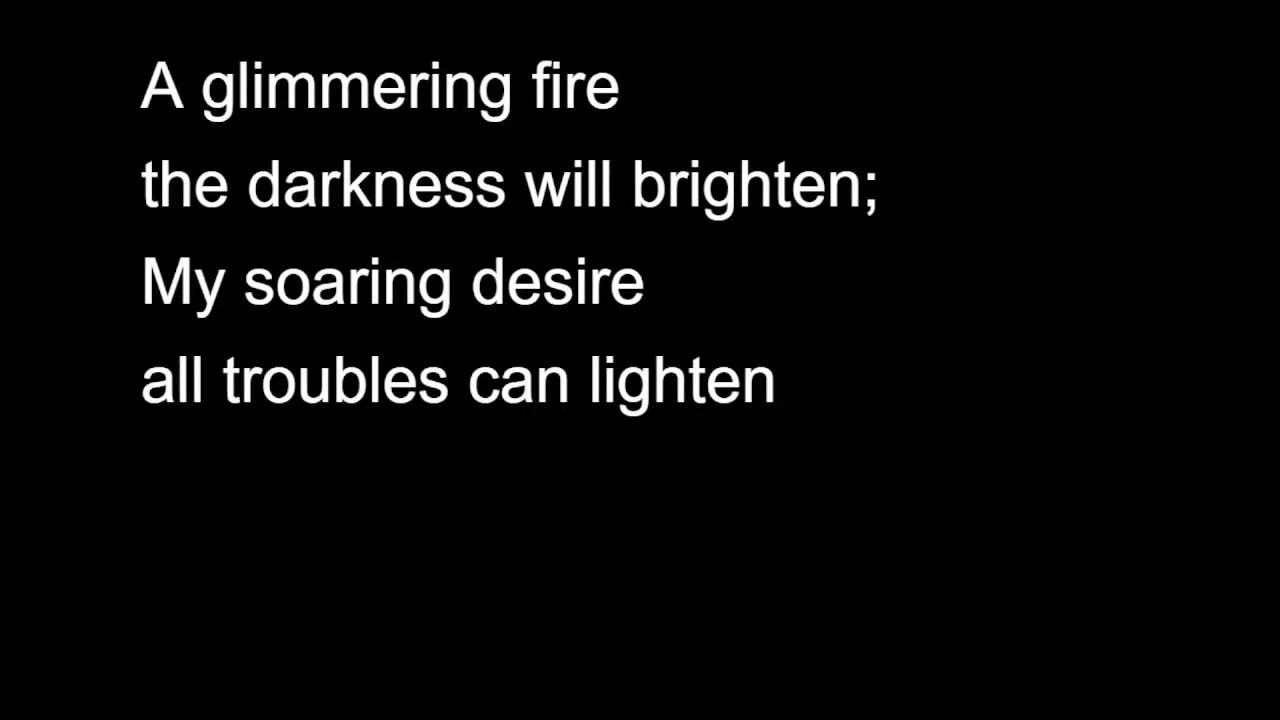 A glimmering fire
the darkness will brighten;
My soaring desire
all troubles can lighten